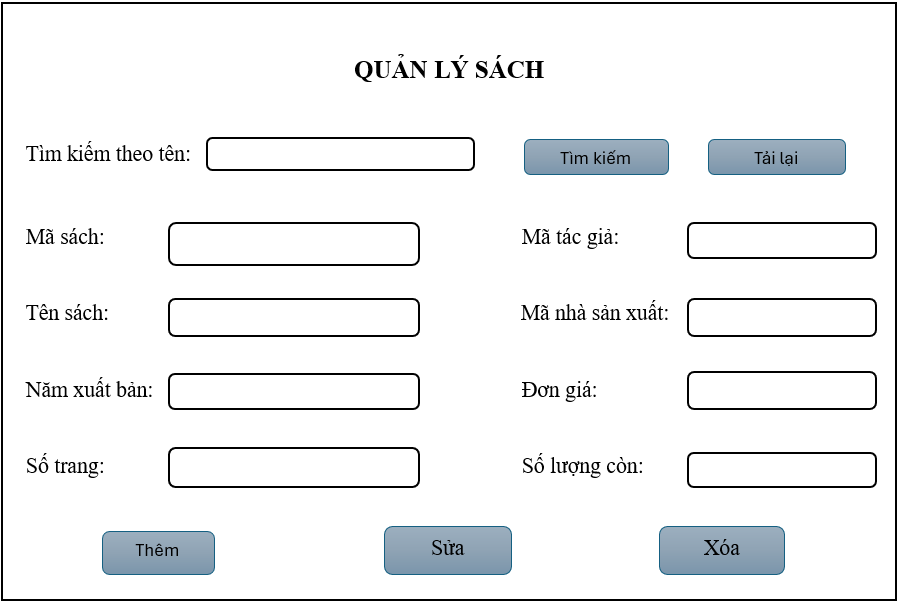 QUẢN LÝ SÁCH
Tìm kiếm theo tên: Tìm kiếm Tải lại
Mã sách: Mã tác giả:
Tên sách: Mã nhà sản xuất:
Năm xuất bản: Đơn giá:
Số trang: Số lượng còn:
Thêm Sửa Xóa